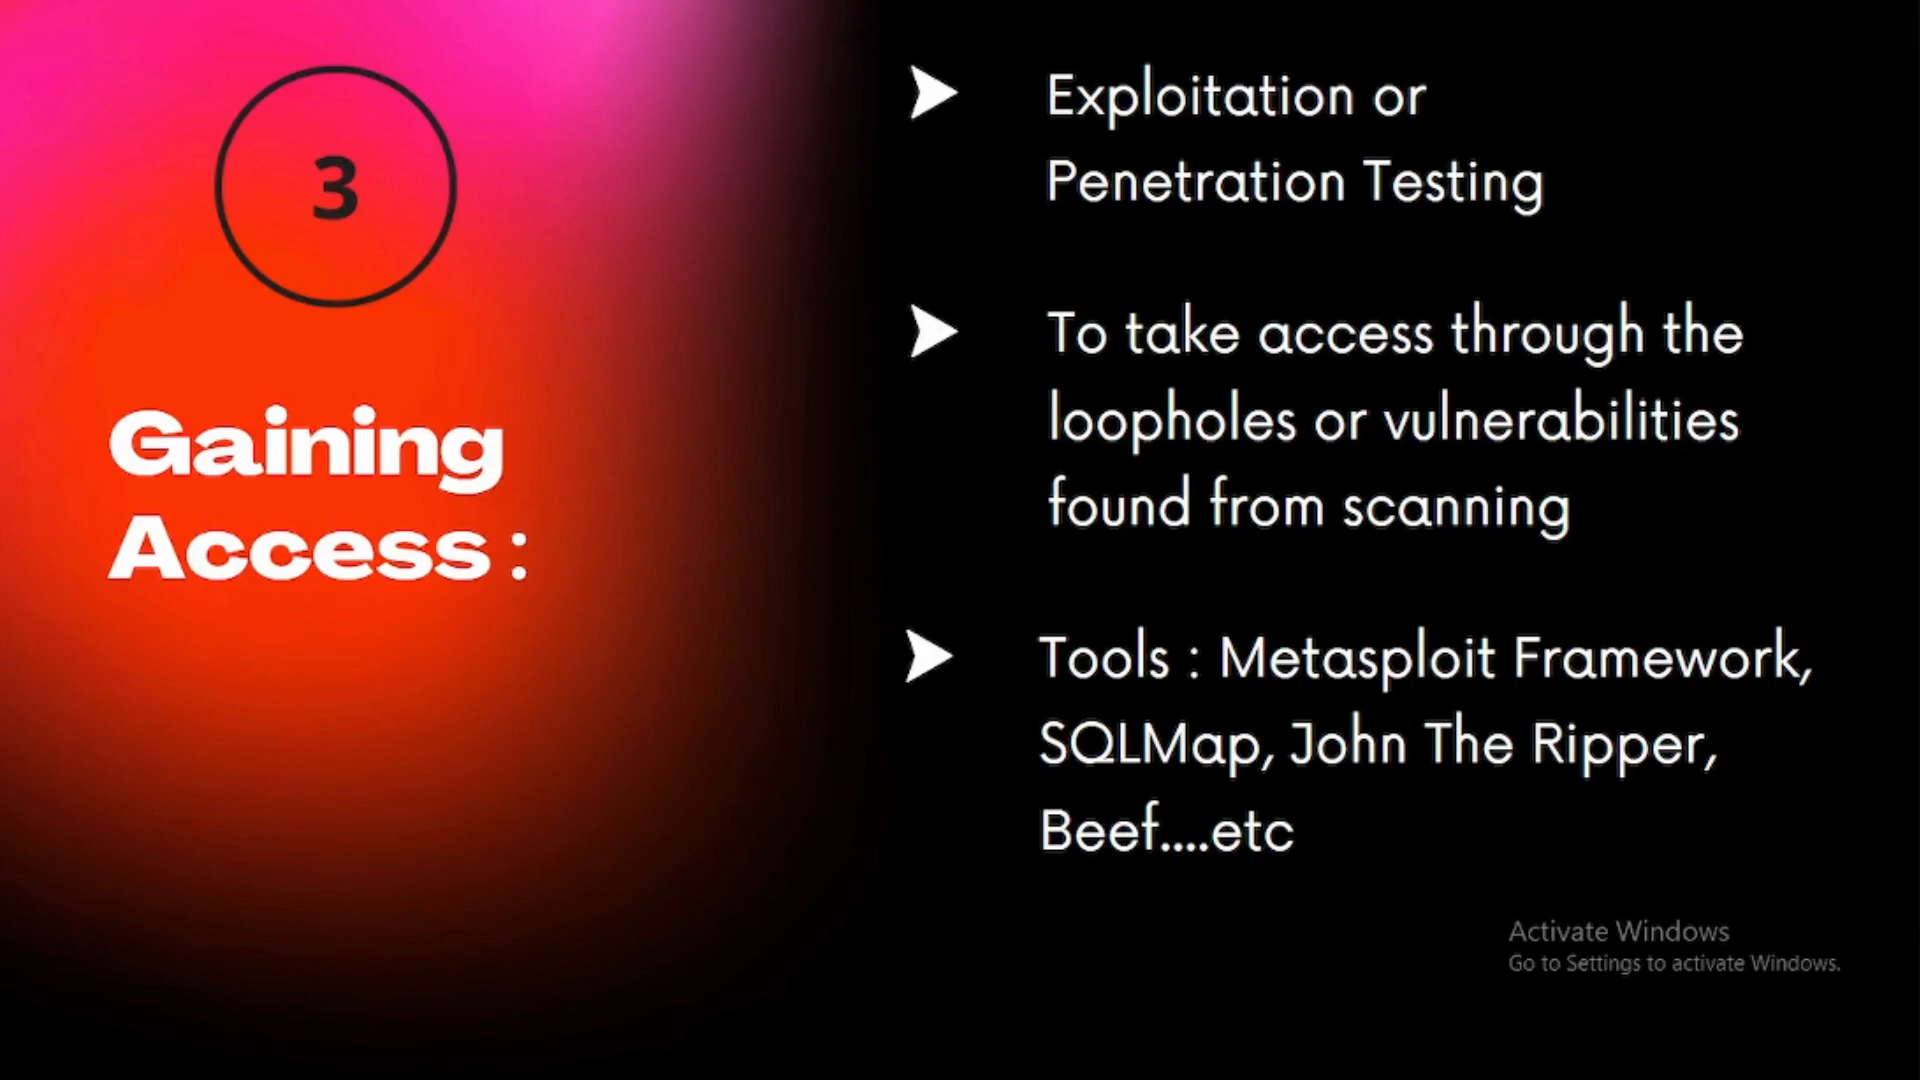 3
Gaining
Access :
Exploitation or
Penetration Testing
To take access through the
loopholes or vulnerabilities
found from scanning
Tools : Metasploit Framework,
SQLMap, John The Ripper,
Beef....etc
Activate Windows
Go to Settings to activate Windows.